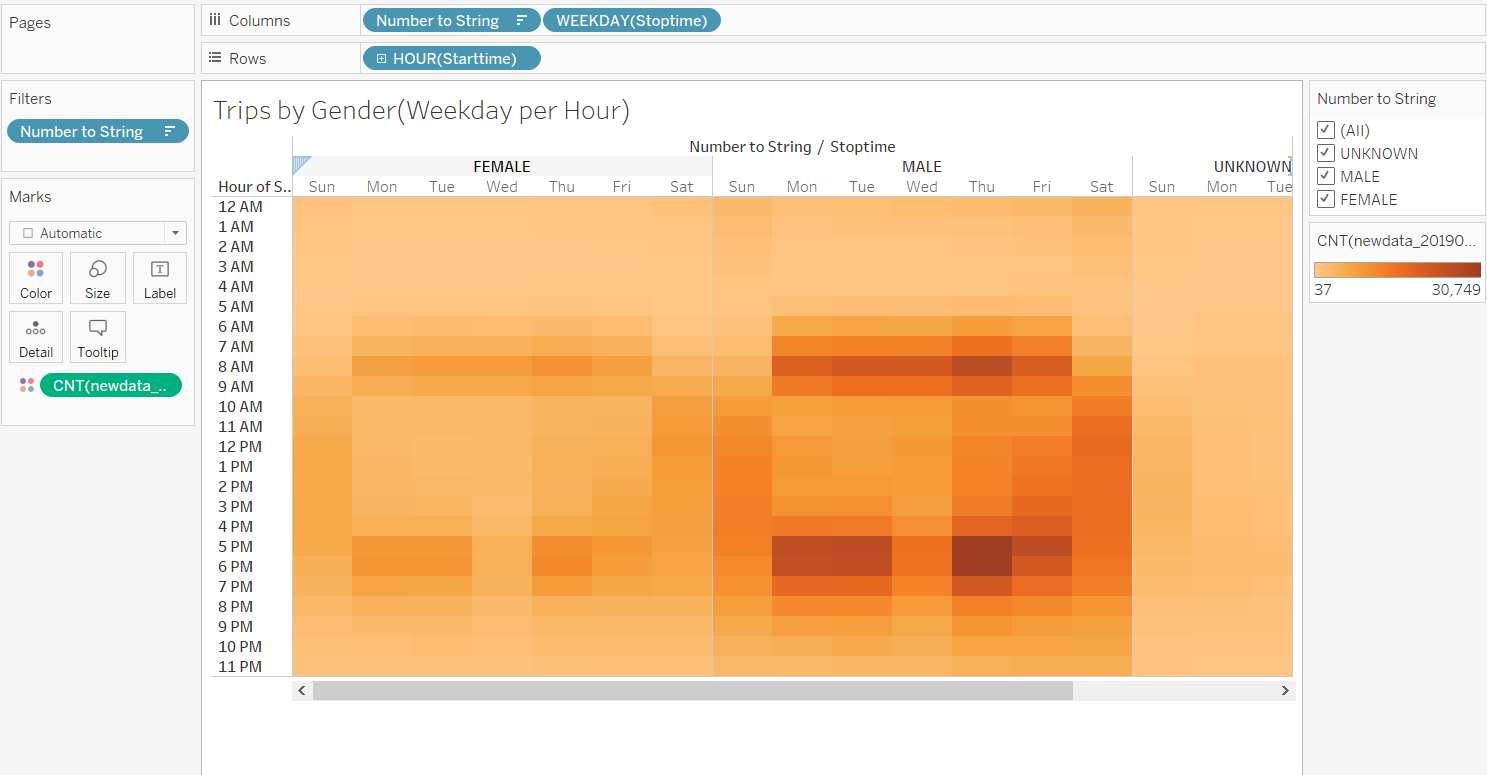 Pages
Columns
Number to String
WEEKDAY(Stoptime)
Rows
HOUR(Starttime)
Filters
Number to String
Marks
Automatic
Color
Size
Label
Detail
Tooltip
CNT(newdata_..
Trips by Gender(Weekday per Hour)
Number to String / Stoptime
FEMALE MALE UNKNOWN
Hour of S.. Sun Mon Tue Wed Thu Fri Sat Sun Mon Tue Wed Thu Fri Sat Sun Mon Tue
12 AM
1 AM
2 AM
3 AM
4 AM
5 AM
6 AM
7 AM
8 AM
9 AM
10 AM
11 AM
12 PM
1 PM
2 PM
3 PM
4 PM
5 PM
6 PM
7 PM
8 PM
9 PM
10 PM
11 PM
Number to String
(All)
UNKNOWN
MALE
FEMALE
CNT(newdata_20190...
37 30,749